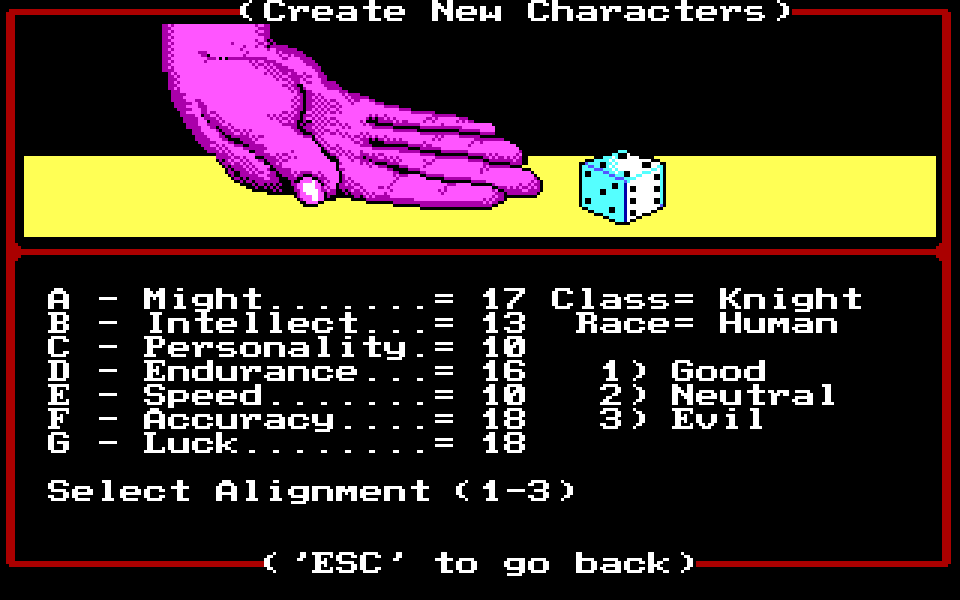 (Create New Characters)
A - Might.......= 17 Class= Knight
B - Intellect...= 13 Race= Human
C - Personality.= 10
D - Endurance...= 16 1) Good
E - Speed.......= 10 2) Neutral
F - Accuracy....= 18 3) Evil
G - Luck........= 18
Select Alignment (1-3)
('ESC' to go back)